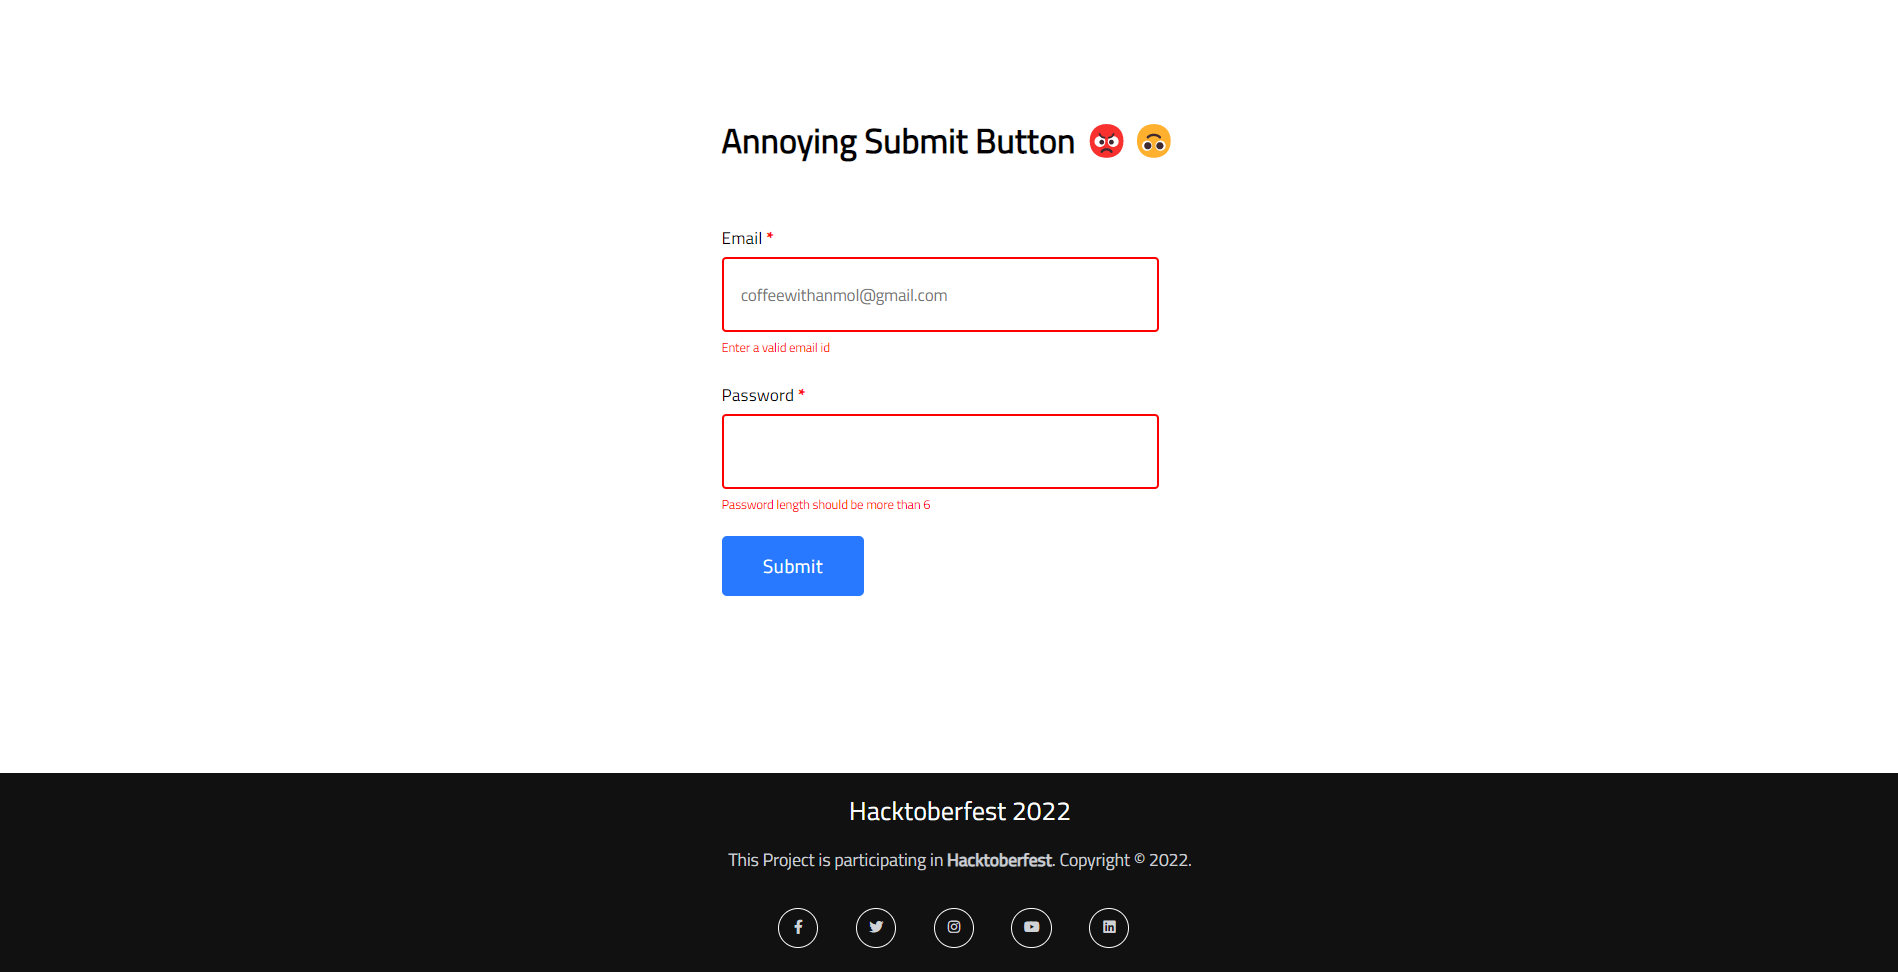 Annoying Submit Button 😡 🙃
Email *
coffeewithanmol@gmail.com
Enter a valid email id
Password *
Password length should be more than 6
Submit
Hacktoberfest 2022
This Project is participating in Hacktoberfest. Copyright © 2022.